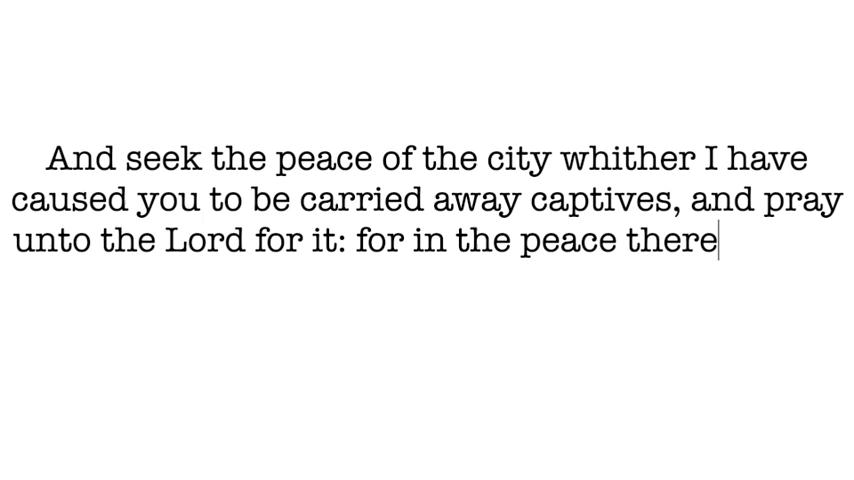 And seek the peace of the city whither I have
caused you to be carried away captives, and pray
unto the Lord for it: for in the peace there